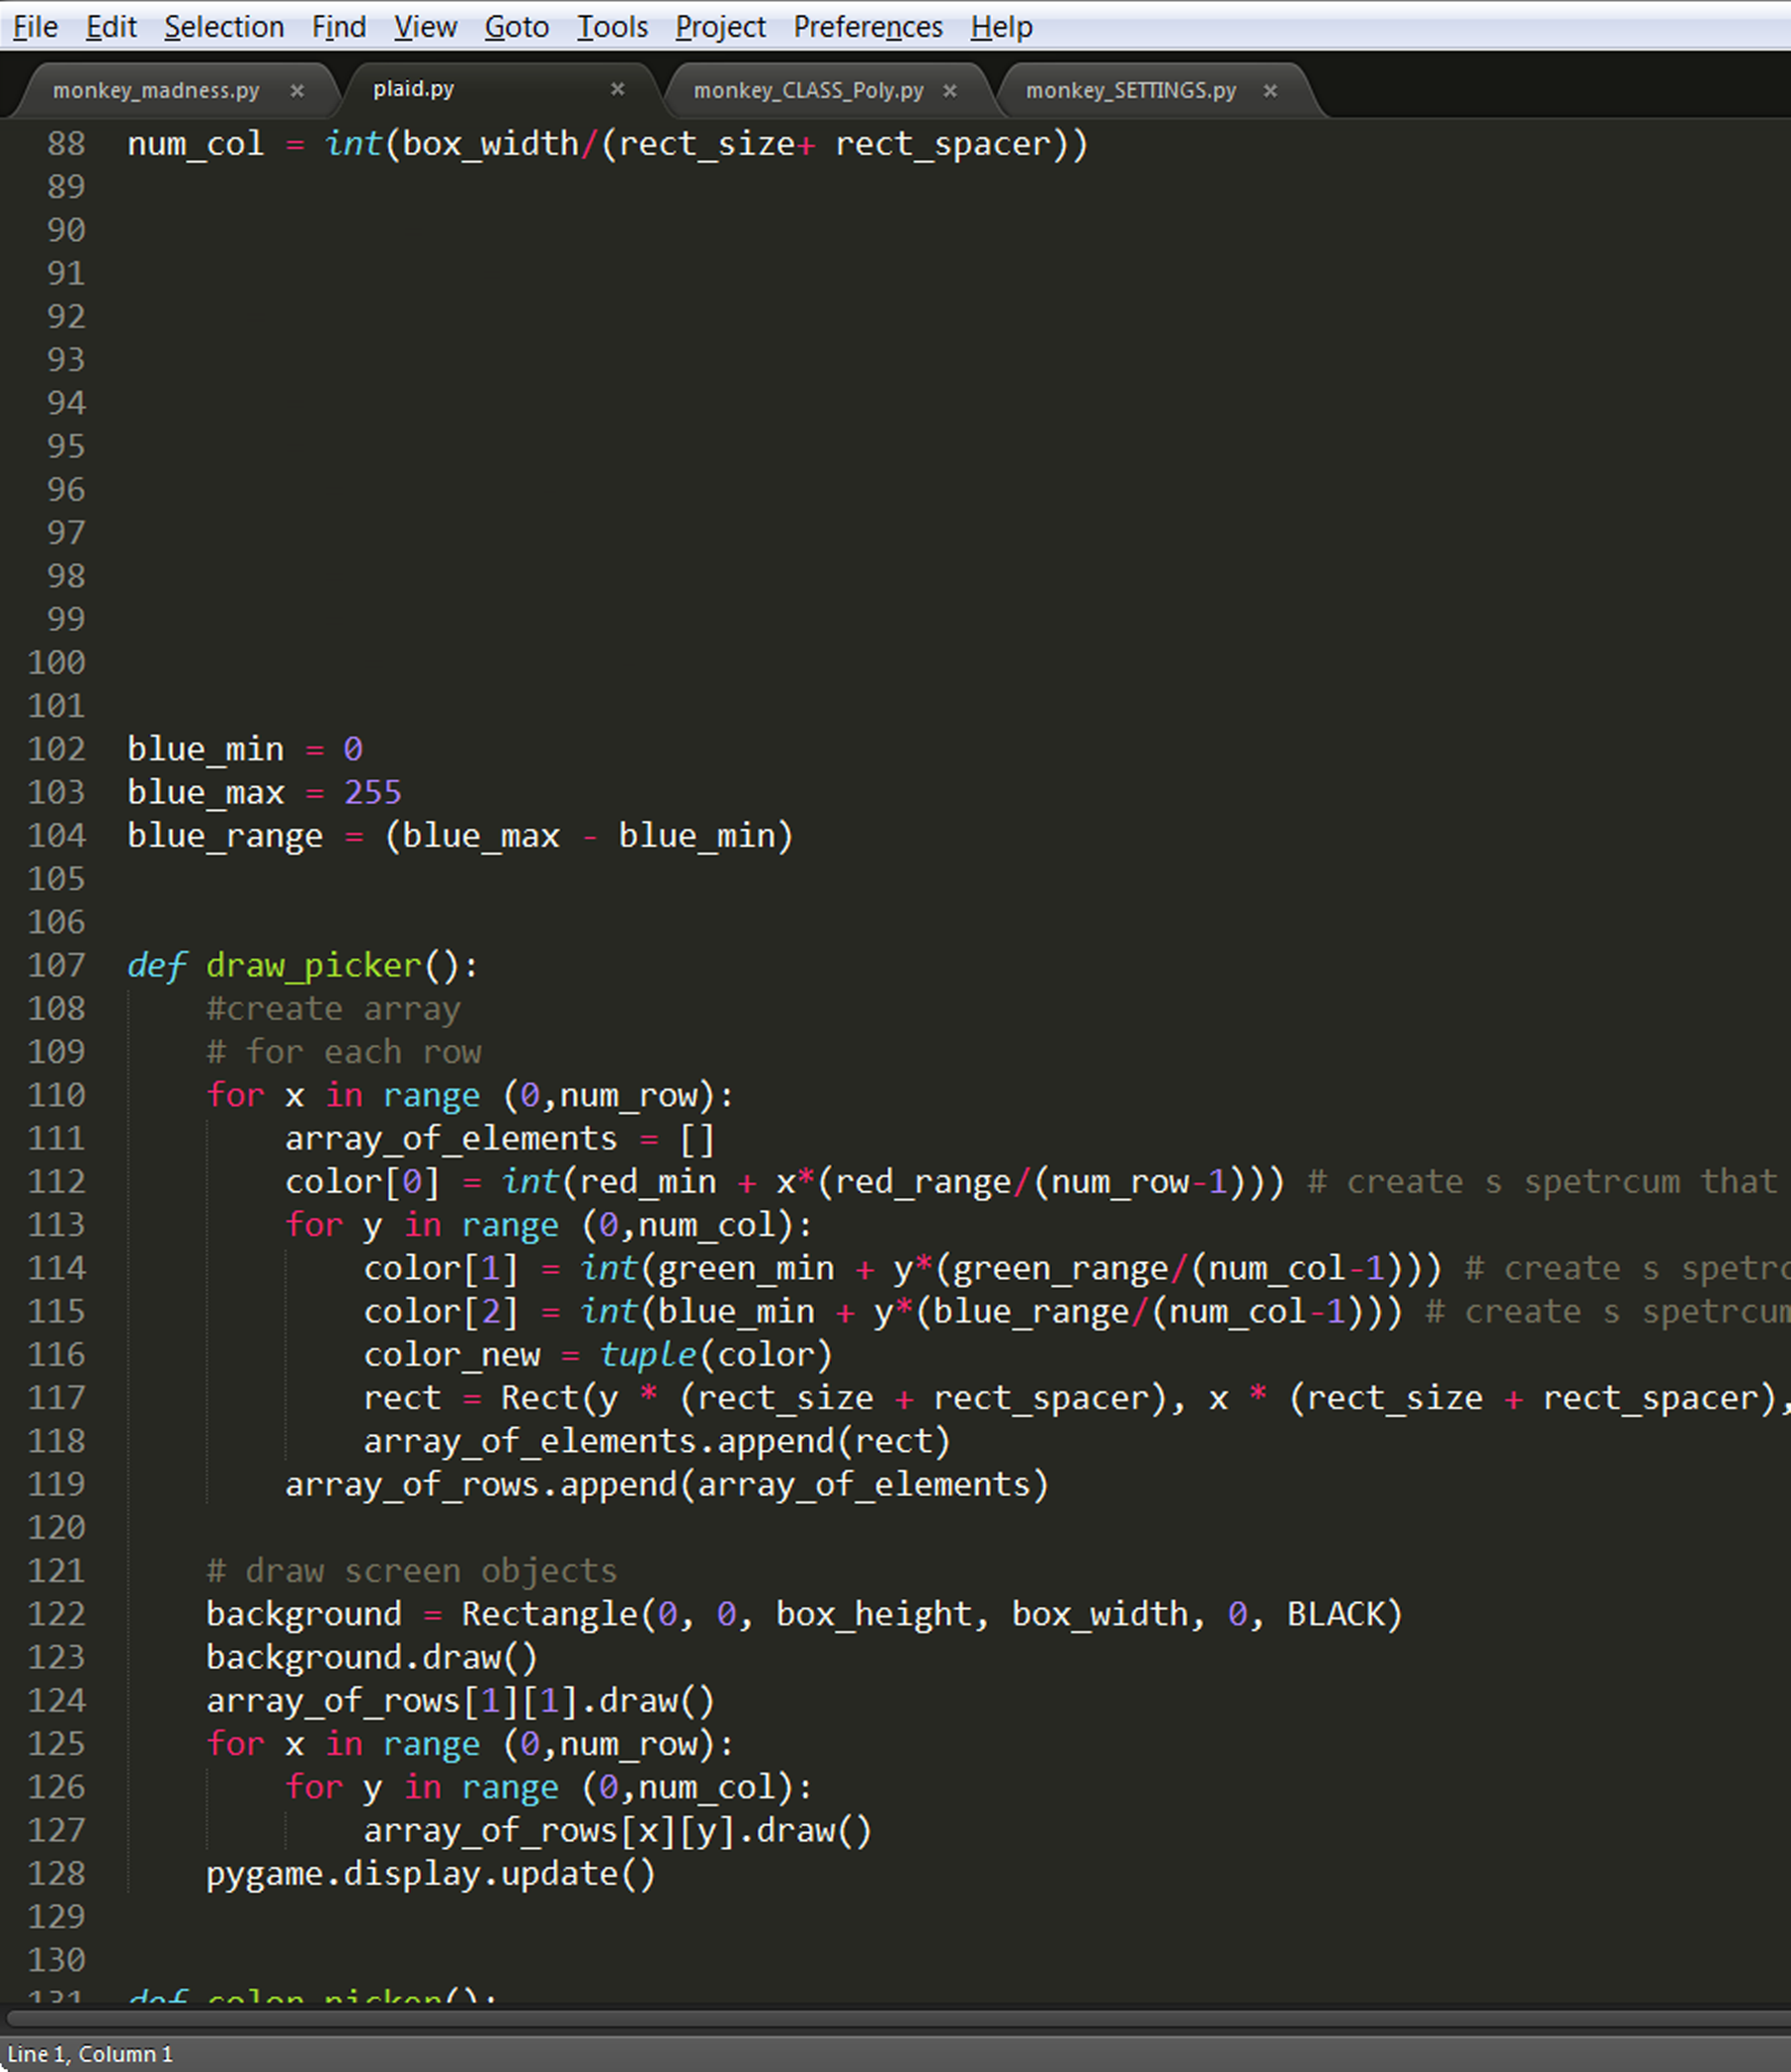 File Edit Selection Find View Goto Tools Project Preferences Help
monkey_madness.py × plaid.py × monkey_CLASS_Poly.py × monkey_SETTINGS.py ×
88 num_col = int(box_width/(rect_size+ rect_spacer))
89
90
91
92
93
94
95
96
97
98
99
100
101
102 blue_min = 0
103 blue_max = 255
104 blue_range = (blue_max - blue_min)
105
106
107 def draw_picker():
108     #create array
109     # for each row
110     for x in range (0,num_row):
111         array_of_elements = []
112         color[0] = int(red_min + x*(red_range/(num_row-1))) # create s spetrcum that
113         for y in range (0,num_col):
114             color[1] = int(green_min + y*(green_range/(num_col-1))) # create s spetrc
115             color[2] = int(blue_min + y*(blue_range/(num_col-1))) # create s spetrcum
116             color_new = tuple(color)
117             rect = Rect(y * (rect_size + rect_spacer), x * (rect_size + rect_spacer),
118             array_of_elements.append(rect)
119         array_of_rows.append(array_of_elements)
120
121     # draw screen objects
122     background = Rectangle(0, 0, box_height, box_width, 0, BLACK)
123     background.draw()
124     array_of_rows[1][1].draw()
125     for x in range (0,num_row):
126         for y in range (0,num_col):
127             array_of_rows[x][y].draw()
128     pygame.display.update()
129
130
131 def color_picker():
Line 1, Column 1